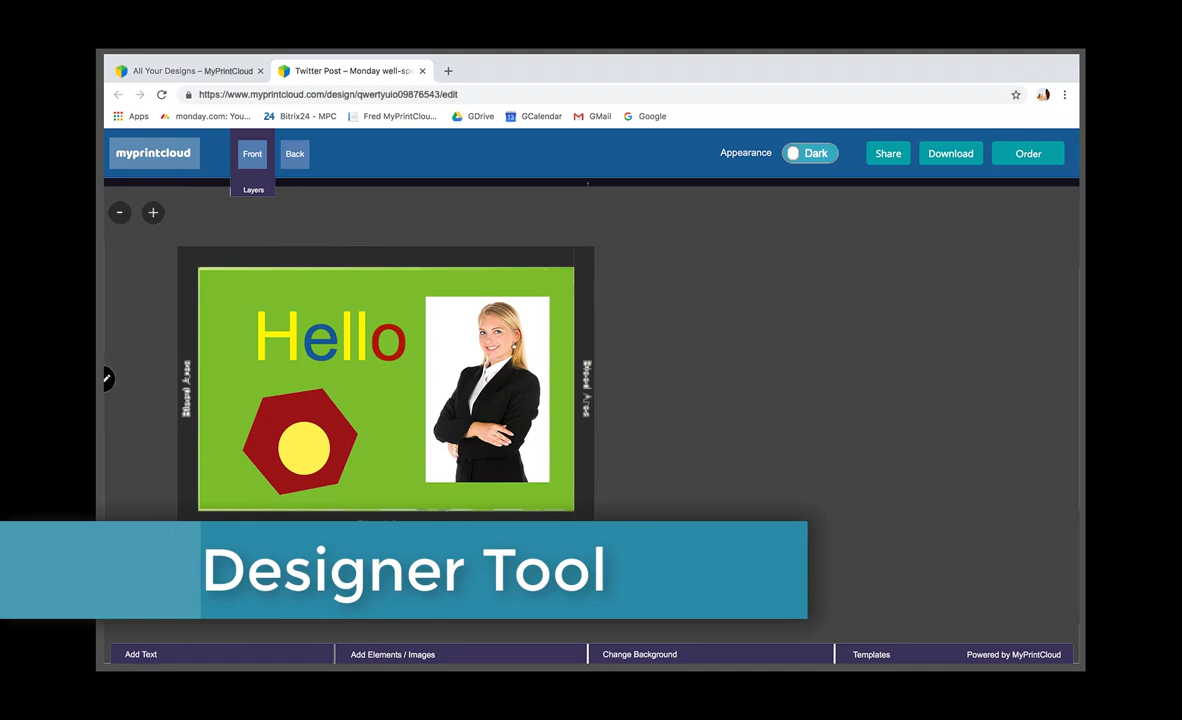 All Your Designs – MyPrintCloud
Twitter Post – Monday well-spo
https://www.myprintcloud.com/design/qwertyuio09876543/edit
Apps
monday.com: You...
24 Bitrix24 - MPC
Fred MyPrintClou...
GDrive
GCalendar
GMail
Google
myprintcloud
Front
Back
Layers
Appearance
Dark
Share
Download
Order
Hello
Designer Tool
Add Text
Add Elements / Images
Change Background
Templates
Powered by MyPrintCloud